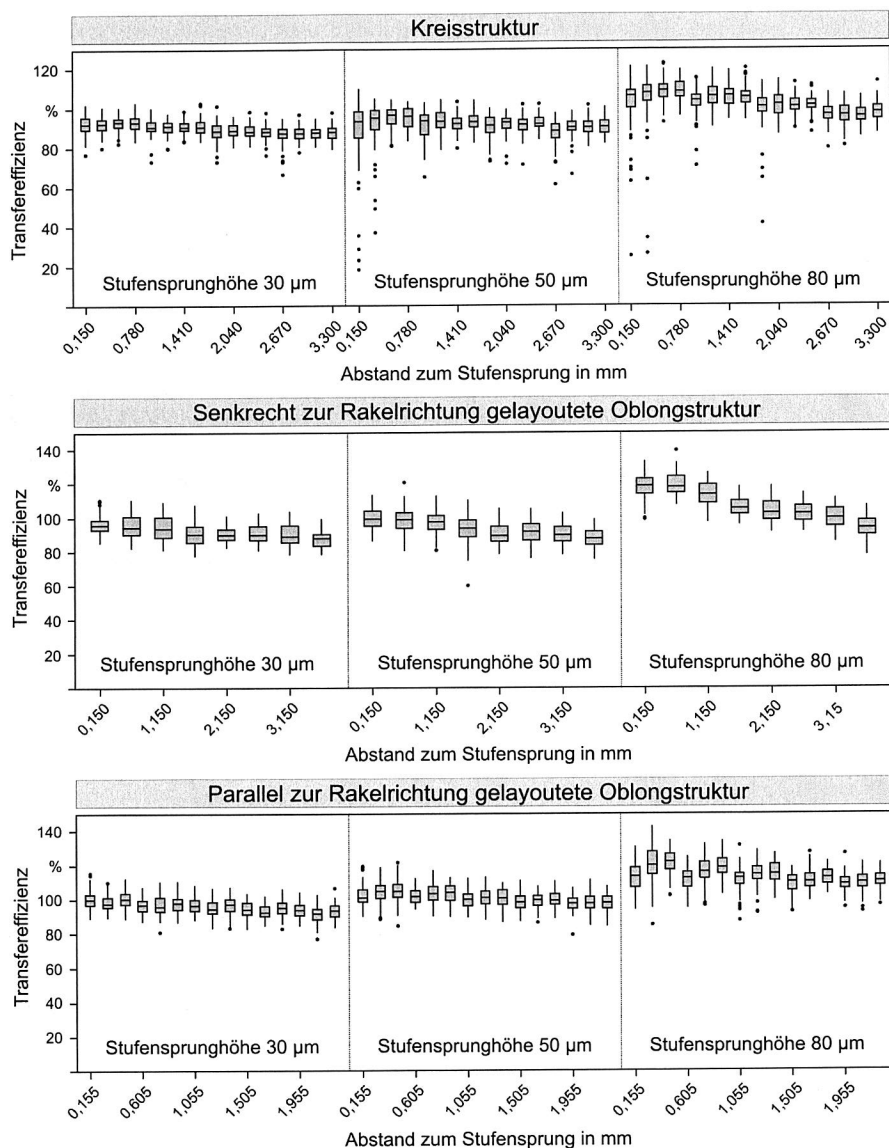 Kreisstruktur
Transfereffizienz
120
%
80
60
40
20
Stufensprunghöhe 30 µm
Stufensprunghöhe 50 µm
Stufensprunghöhe 80 µm
0,150 0,780 1,410 2,040 2,670 3,300 0,150 0,780 1,410 2,040 2,670 3,300 0,150 0,780 1,410 2,040 2,670 3,300
Abstand zum Stufensprung in mm
Senkrecht zur Rakelrichtung gelayoutete Oblongstruktur
Transfereffizienz
140
%
100
80
60
40
20
Stufensprunghöhe 30 µm
Stufensprunghöhe 50 µm
Stufensprunghöhe 80 µm
0,150 1,150 2,150 3,150 0,150 1,150 2,150 3,150 0,150 1,150 2,150 3,15
Abstand zum Stufensprung in mm
Parallel zur Rakelrichtung gelayoutete Oblongstruktur
Transfereffizienz
140
%
100
80
60
40
20
Stufensprunghöhe 30 µm
Stufensprunghöhe 50 µm
Stufensprunghöhe 80 µm
0,155 0,605 1,055 1,505 1,955 0,155 0,605 1,055 1,505 1,955 0,155 0,605 1,055 1,505 1,955
Abstand zum Stufensprung in mm